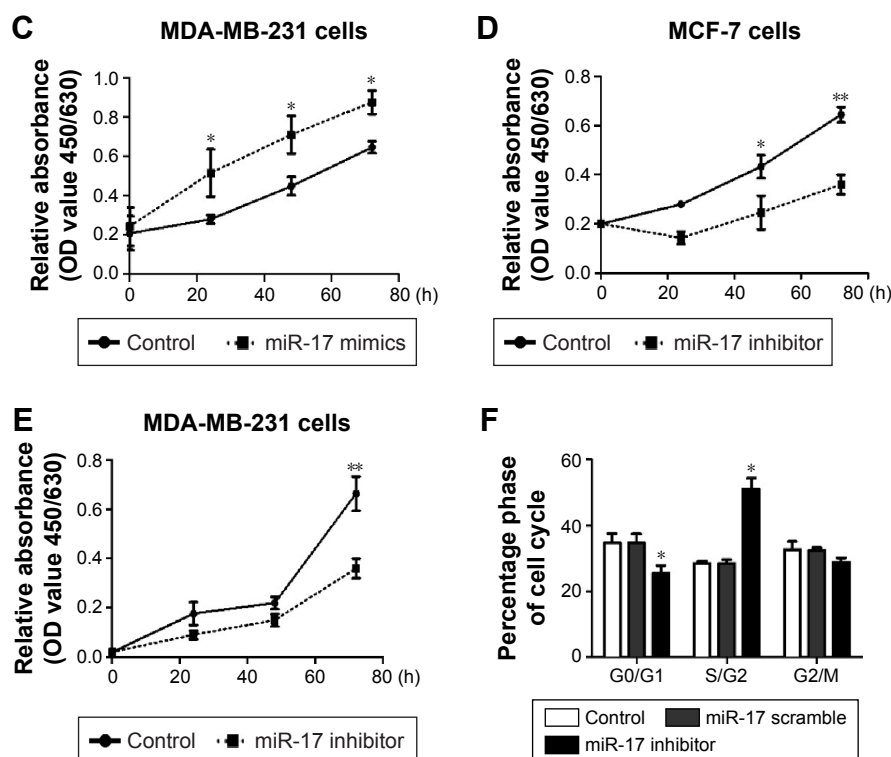 C
MDA-MB-231 cells
Relative absorbance
(OD value 450/630)
1.0
0.8
0.6
0.4
0.2
0.0
*
*
*
0
20
40
60
80 (h)
Control
miR-17 mimics
D
MCF-7 cells
Relative absorbance
(OD value 450/630)
0.8
0.6
0.4
0.2
0.0
*
**
0
20
40
60
80 (h)
Control
miR-17 inhibitor
E
MDA-MB-231 cells
Relative absorbance
(OD value 450/630)
0.8
0.6
0.4
0.2
0.0
**
0
20
40
60
80 (h)
Control
miR-17 inhibitor
F
Percentage phase
of cell cycle
60
40
20
0
*
*
G0/G1
S/G2
G2/M
Control
miR-17 scramble
miR-17 inhibitor